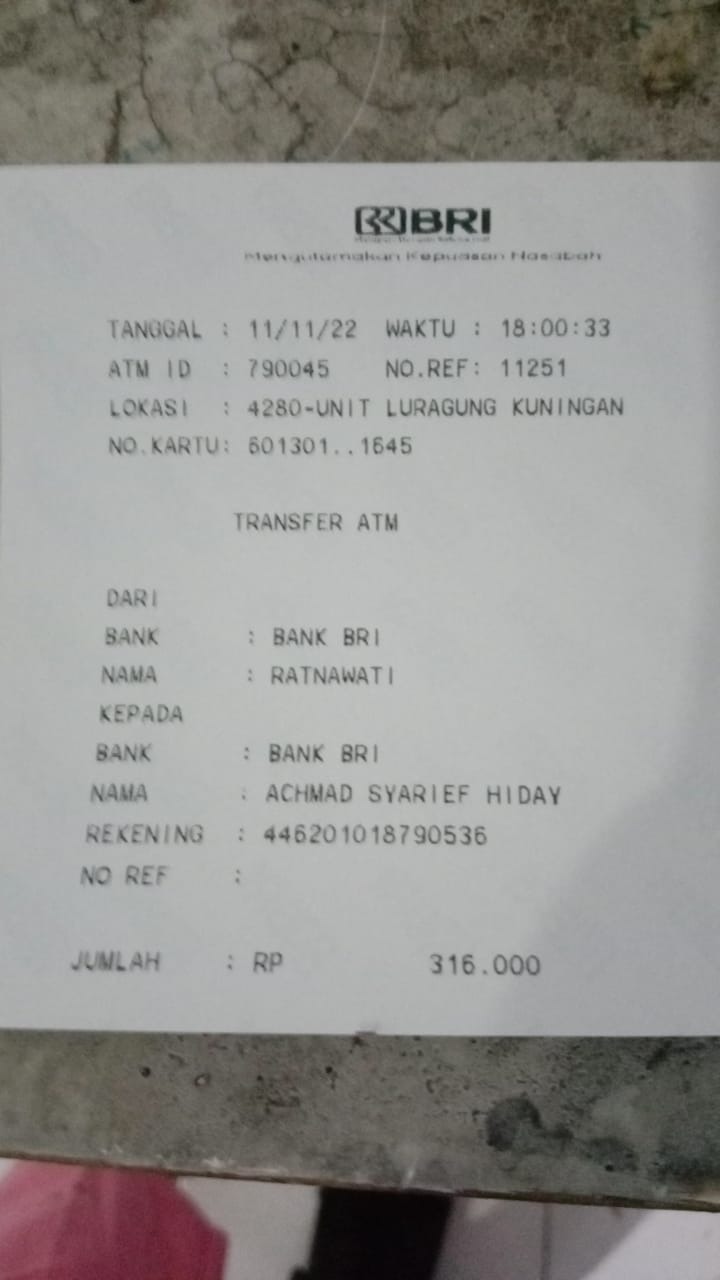 BRI
Mengutamakan Kepuasan Nasabah
TANGGAL : 11/11/22 WAKTU : 18:00:33
ATM ID : 790045 NO.REF: 11251
LOKASI : 4280-UNIT LURAGUNG KUNINGAN
NO.KARTU: 601301..1645
TRANSFER ATM
DARI
BANK : BANK BRI
NAMA : RATNAWATI
KEPADA
BANK : BANK BRI
NAMA : ACHMAD SYARIEF HIDAY
REKENING : 446201018790536
NO REF :
JUMLAH : RP 316.000